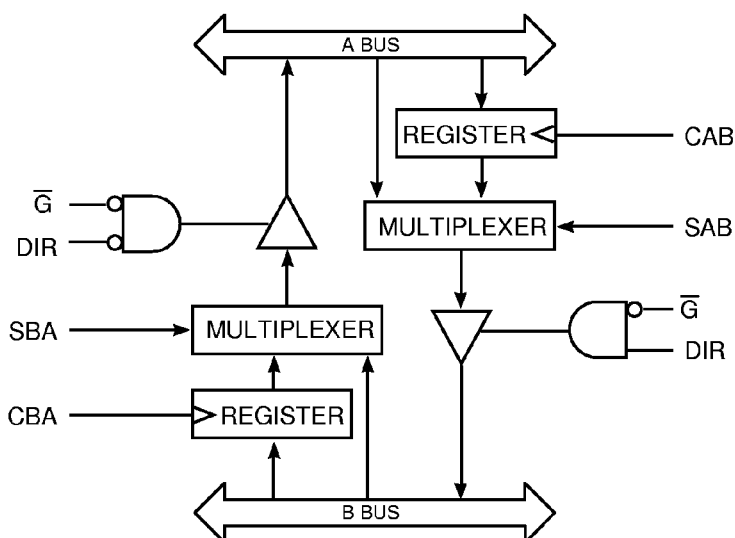 A BUS
REGISTER
CAB
G̅
MULTIPLEXER
SAB
DIR
G̅
SBA
MULTIPLEXER
DIR
CBA
REGISTER
B BUS